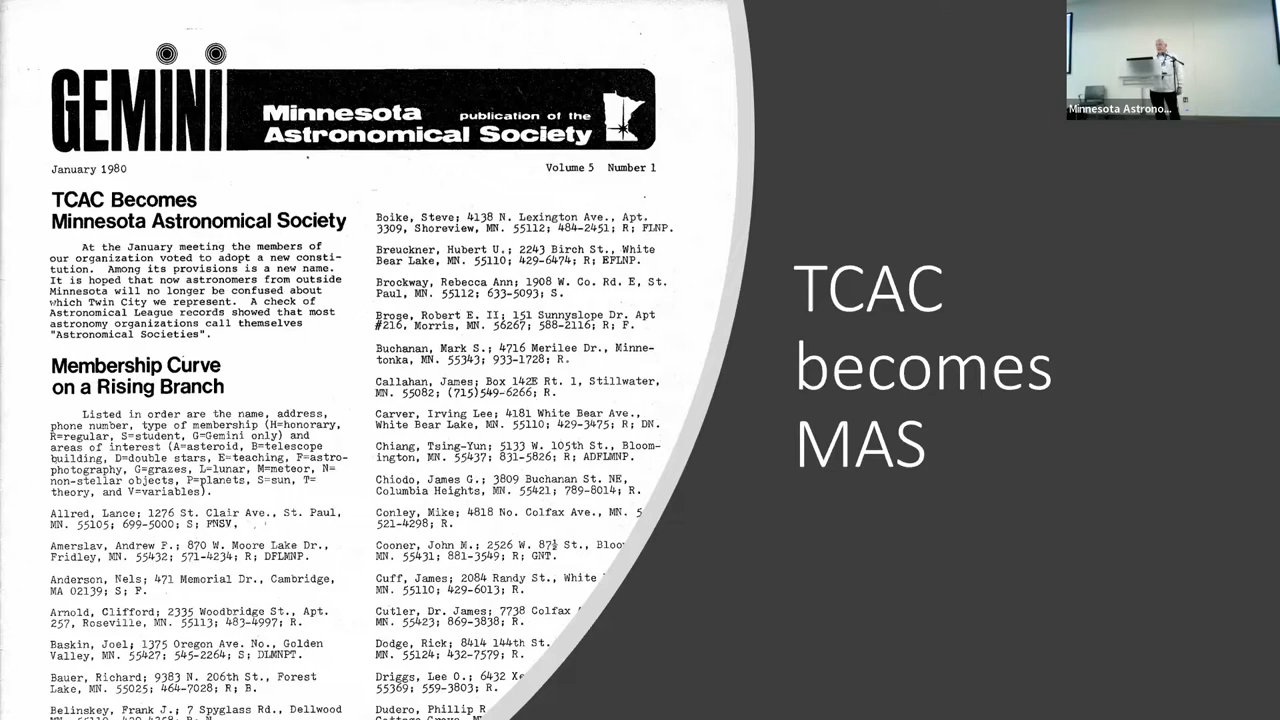 GEMINI
Minnesota publication of the
Astronomical Society
January 1980 Volume 5 Number 1
TCAC Becomes
Minnesota Astronomical Society
At the January meeting the members of
our organization voted to adopt a new consti-
tution. Among its provisions is a new name.
It is hoped that now astronomers from outside
Minnesota will no longer be confused about
which Twin City we represent. A check of
Astronomical League records showed that most
astronomy organizations call themselves
"Astronomical Societies".
Membership Curve
on a Rising Branch
Listed in order are the name, address,
phone number, type of membership (H=honorary,
R=regular, S=student, G=Gemini only) and
areas of interest (A=asteroid, B=telescope
building, D=double stars, E=teaching, F=astro-
photography, G=grazes, L=lunar, M=meteor, N=
non-stellar objects, P=planets, S=sun, T=
theory, and V=variables).
Allred, Lance; 1276 St. Clair Ave., St. Paul,
MN. 55105; 699-5000; S; PNSV.
Amerslav, Andrew F.; 870 W. Moore Lake Dr.,
Fridley, MN. 55432; 571-4234; R; DFLMNP.
Anderson, Nels; 471 Memorial Dr., Cambridge,
MA 02139; S; F.
Arnold, Clifford; 2335 Woodbridge St., Apt.
257, Roseville, MN. 55113; 483-4997; R.
Baskin, Joel; 1375 Oregon Ave. No., Golden
Valley, MN. 55427; 545-2264; S; DLMNPT.
Bauer, Richard; 9383 N. 206th St., Forest
Lake, MN. 55025; 464-7028; R; B.
Belinskey, Frank J.; 7 Spyglass Rd., Dellwood
Boike, Steve; 4138 N. Lexington Ave., Apt.
3309, Shoreview, MN. 55112; 484-2451; R; FLNP.
Breuckner, Hubert U.; 2243 Birch St., White
Bear Lake, MN. 55110; 429-6474; R; EFLNP.
Brockway, Rebecca Ann; 1908 W. Co. Rd. E, St.
Paul, MN. 55112; 633-5093; S.
Brose, Robert E. II; 151 Sunnyslope Dr. Apt
#216, Morris, MN. 56267; 588-2116; R; F.
Buchanan, Mark S.; 4716 Merilee Dr., Minne-
tonka, MN. 55343; 933-1728; R.
Callahan, James; Box 142E Rt. 1, Stillwater,
MN. 55082; (715)549-6266; R.
Carver, Irving Lee; 4181 White Bear Ave.,
White Bear Lake, MN. 55110; 429-3475; R; DN.
Chiang, Tsing-Yun; 5133 W. 105th St., Bloom-
ington, MN. 55437; 831-5826; R; ADFLMNP.
Chiodo, James G.; 3809 Buchanan St. NE,
Columbia Heights, MN. 55421; 789-8014; R.
Conley, Mike; 4818 No. Colfax Ave., MN. 5
521-4298; R.
Cooner, John M.; 2526 W. 87½ St., Bloo
MN. 55431; 881-3549; R; GNT.
Cuff, James; 2084 Randy St., White
MN. 55110; 429-6013; R.
Cutler, Dr. James; 7738 Colfax
MN. 55423; 869-3838; R.
Dodge, Rick; 8414 144th St.
MN. 55124; 432-7579; R.
Driggs, Lee O.; 6432 Xe
55369; 559-3803; R.
Dudero, Phillip R
TCAC
becomes
MAS
Minnesota Astrono...